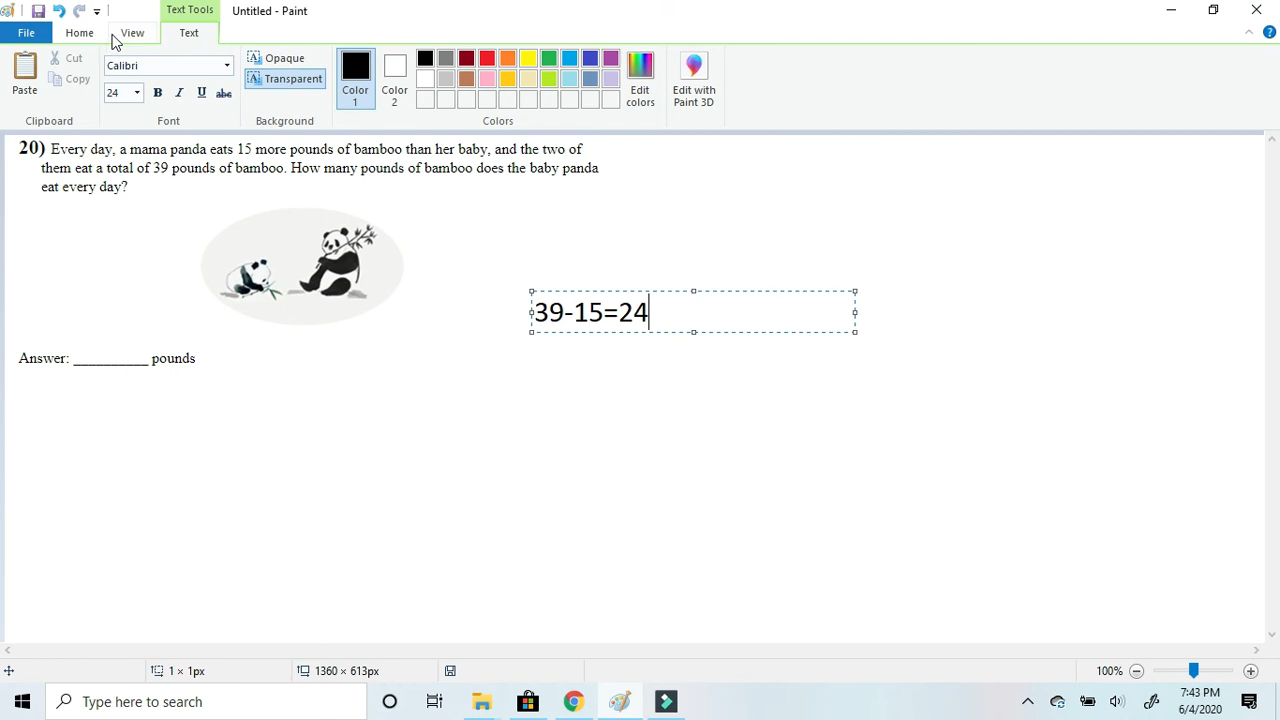 Text Tools
Untitled - Paint
File
Home
View
Text
Paste
Cut
Copy
Clipboard
Calibri
24
B I U abc
Font
Opaque
Transparent
Background
Color 1
Color 2
Edit colors
Colors
Edit with Paint 3D
20) Every day, a mama panda eats 15 more pounds of bamboo than her baby, and the two of
them eat a total of 39 pounds of bamboo. How many pounds of bamboo does the baby panda
eat every day?
39-15=24
Answer: __________ pounds
1 × 1px
1360 × 613px
100%
Type here to search
7:43 PM
6/4/2020